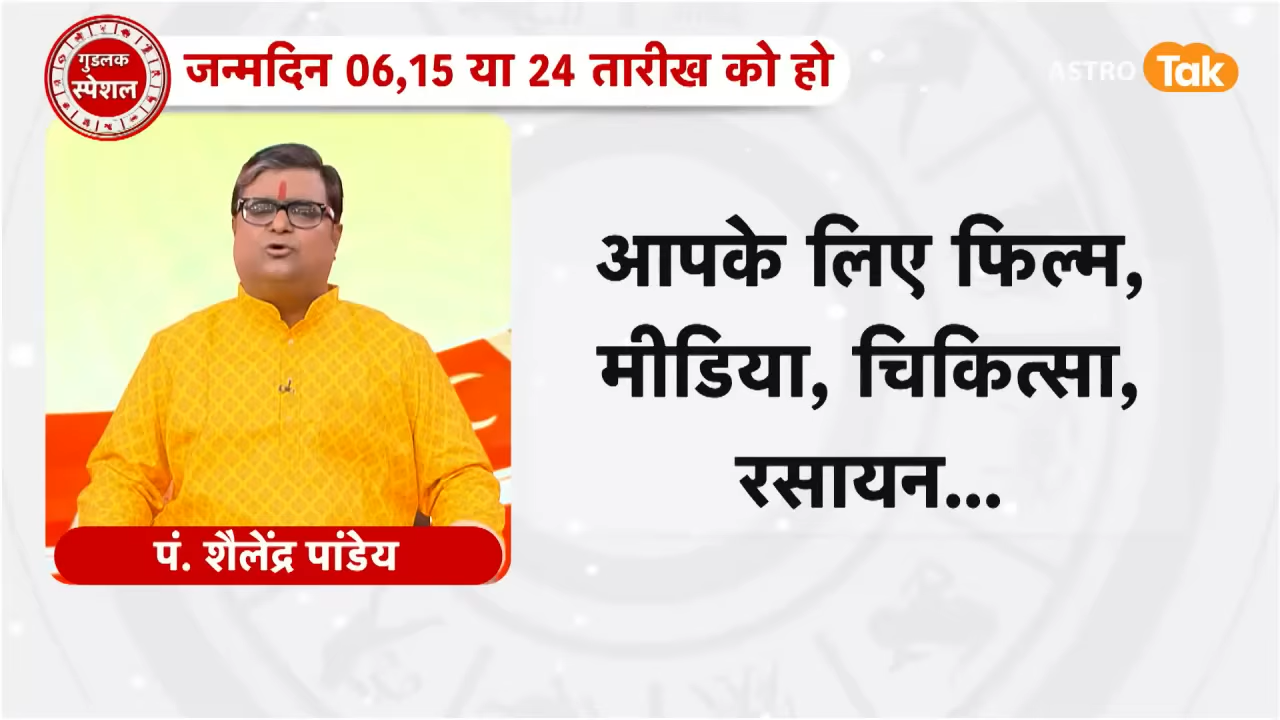 गुडलक
स्पेशल
जन्मदिन 06,15 या 24 तारीख को हो
ASTRO Tak
आपके लिए फिल्म,
मीडिया, चिकित्सा,
रसायन...
पं. शैलेंद्र पांडेय